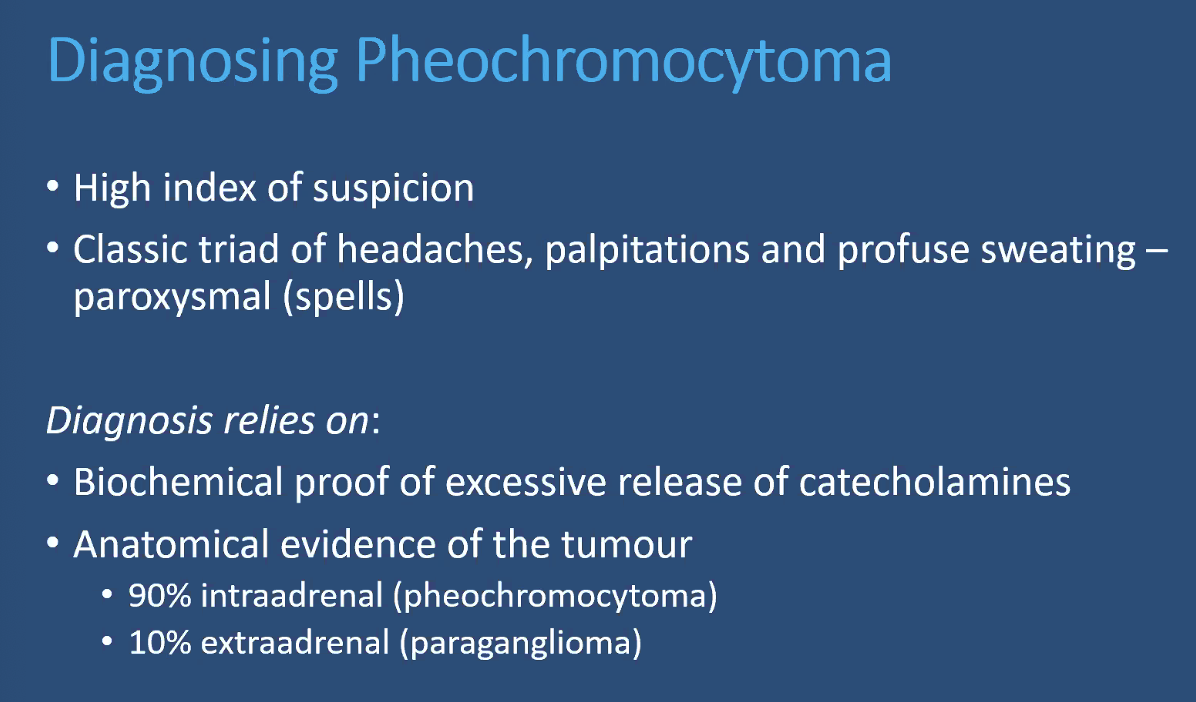 Diagnosing Pheochromocytoma
• High index of suspicion
• Classic triad of headaches, palpitations and profuse sweating –
paroxysmal (spells)
Diagnosis relies on:
• Biochemical proof of excessive release of catecholamines
• Anatomical evidence of the tumour
• 90% intraadrenal (pheochromocytoma)
• 10% extraadrenal (paraganglioma)